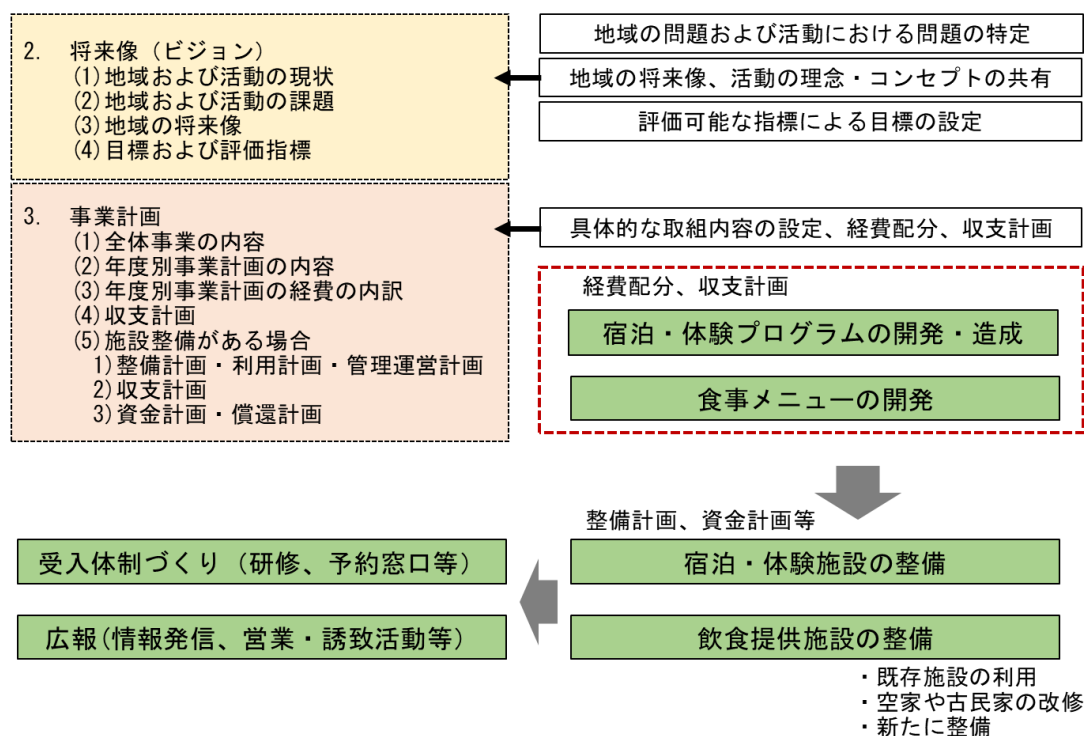 2. 将来像（ビジョン）
(1)地域および活動の現状
(2)地域および活動の課題
(3)地域の将来像
(4)目標および評価指標
地域の問題および活動における問題の特定
地域の将来像、活動の理念・コンセプトの共有
評価可能な指標による目標の設定
3. 事業計画
(1)全体事業の内容
(2)年度別事業計画の内容
(3)年度別事業計画の経費の内訳
(4)収支計画
(5)施設整備がある場合
1)整備計画・利用計画・管理運営計画
2)収支計画
3)資金計画・償還計画
具体的な取組内容の設定、経費配分、収支計画
経費配分、収支計画
宿泊・体験プログラムの開発・造成
食事メニューの開発
整備計画、資金計画等
宿泊・体験施設の整備
飲食提供施設の整備
・既存施設の利用
・空家や古民家の改修
・新たに整備
受入体制づくり（研修、予約窓口等）
広報(情報発信、営業・誘致活動等)